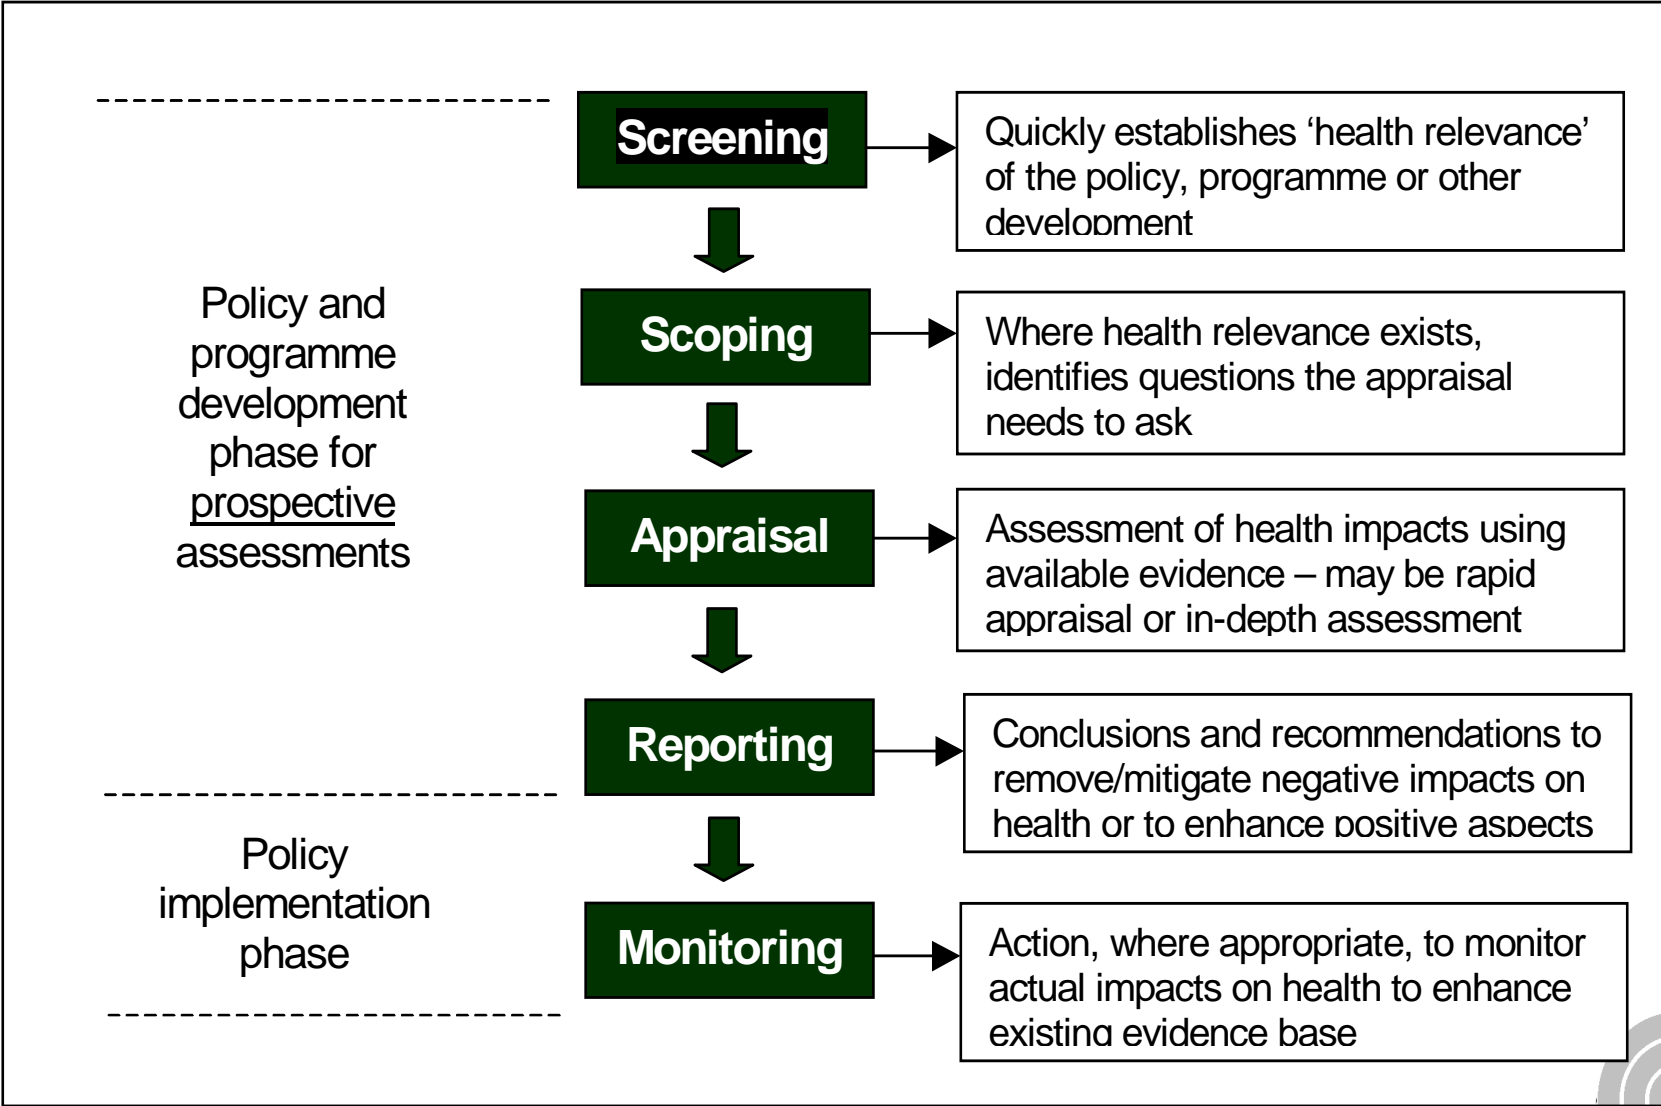 Screening
Quickly establishes ‘health relevance’
of the policy, programme or other
development
Policy and
programme
development
phase for
prospective
assessments
Scoping
Where health relevance exists,
identifies questions the appraisal
needs to ask
Appraisal
Assessment of health impacts using
available evidence – may be rapid
appraisal or in-depth assessment
Reporting
Conclusions and recommendations to
remove/mitigate negative impacts on
health or to enhance positive aspects
Policy
implementation
phase
Monitoring
Action, where appropriate, to monitor
actual impacts on health to enhance
existing evidence base